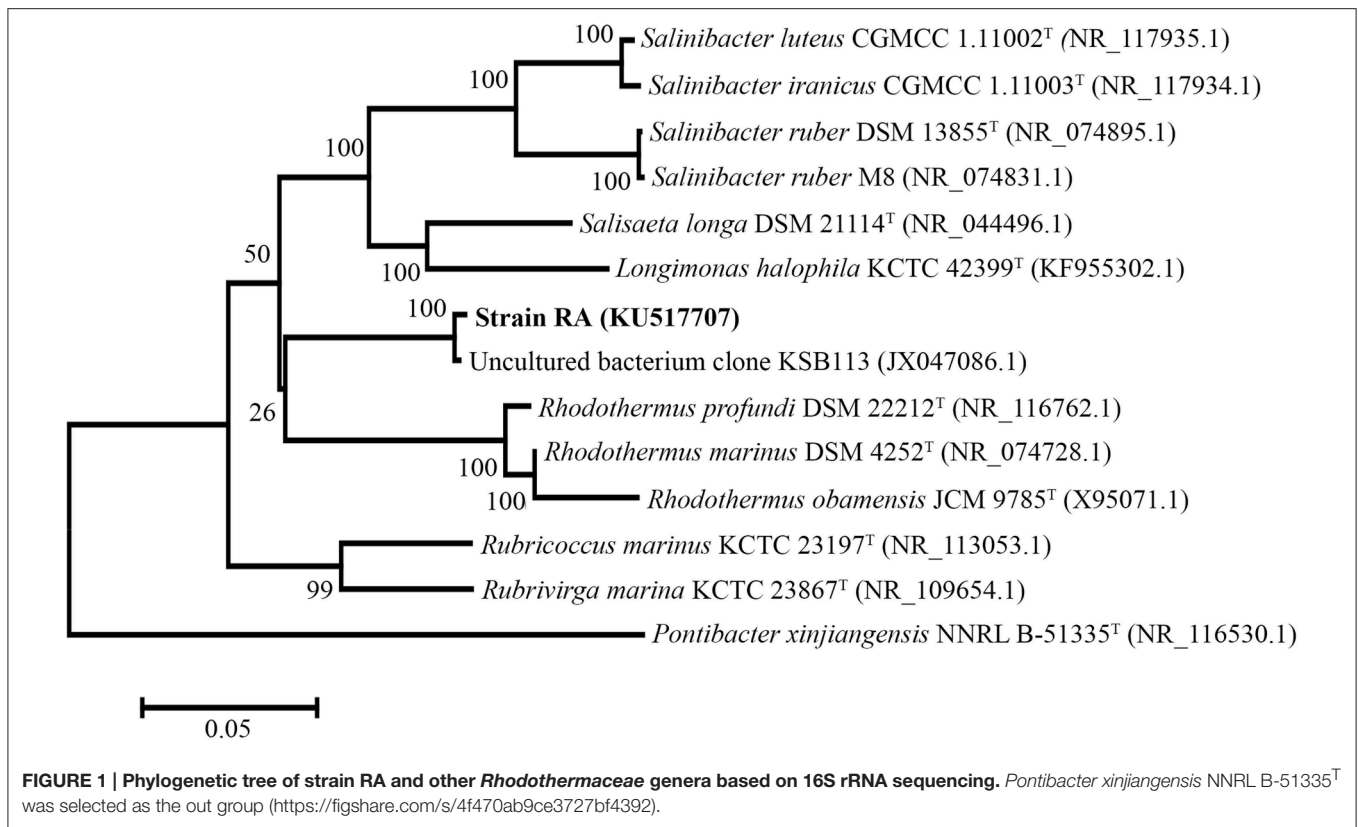 100
Salinibacter luteus CGMCC 1.11002ᵀ (NR_117935.1)
100
Salinibacter iranicus CGMCC 1.11003ᵀ (NR_117934.1)
Salinibacter ruber DSM 13855ᵀ (NR_074895.1)
100
100
Salinibacter ruber M8 (NR_074831.1)
Salisaeta longa DSM 21114ᵀ (NR_044496.1)
50
100
Longimonas halophila KCTC 42399ᵀ (KF955302.1)
100
Strain RA (KU517707)
Uncultured bacterium clone KSB113 (JX047086.1)
26
Rhodothermus profundi DSM 22212ᵀ (NR_116762.1)
Rhodothermus marinus DSM 4252ᵀ (NR_074728.1)
100
100
Rhodothermus obamensis JCM 9785ᵀ (X95071.1)
Rubricoccus marinus KCTC 23197ᵀ (NR_113053.1)
99
Rubrivirga marina KCTC 23867ᵀ (NR_109654.1)
Pontibacter xinjiangensis NNRL B-51335ᵀ (NR_116530.1)
0.05
FIGURE 1 | Phylogenetic tree of strain RA and other Rhodothermaceae genera based on 16S rRNA sequencing. Pontibacter xinjiangensis NNRL B-51335ᵀ
was selected as the out group (https://figshare.com/s/4f470ab9ce3727bf4392).